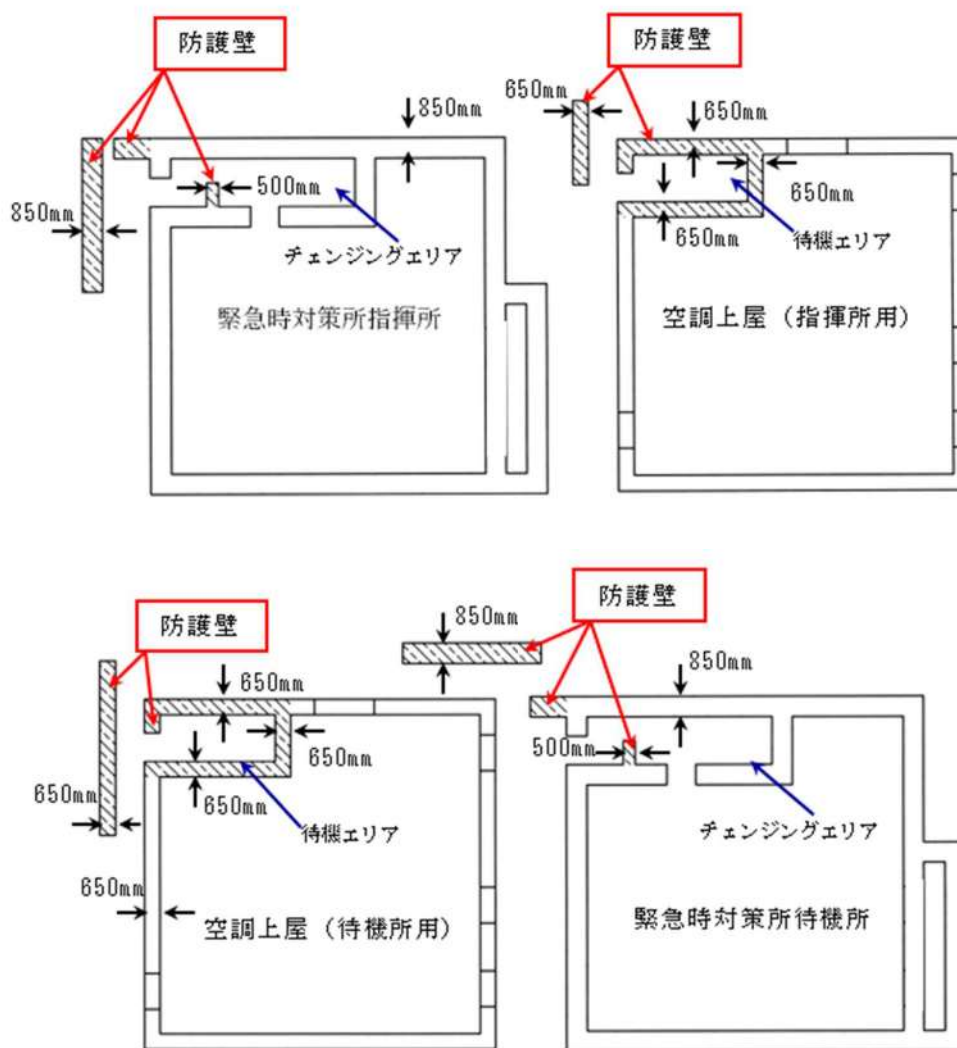 防護壁
850mm
500mm
850mm
チェンジングエリア
緊急時対策所指揮所
防護壁
650mm
650mm
650mm
650mm
待機エリア
空調上屋（指揮所用）
防護壁
650mm
650mm
650mm
650mm
待機エリア
650mm
空調上屋（待機所用）
防護壁
850mm
850mm
500mm
チェンジングエリア
緊急時対策所待機所